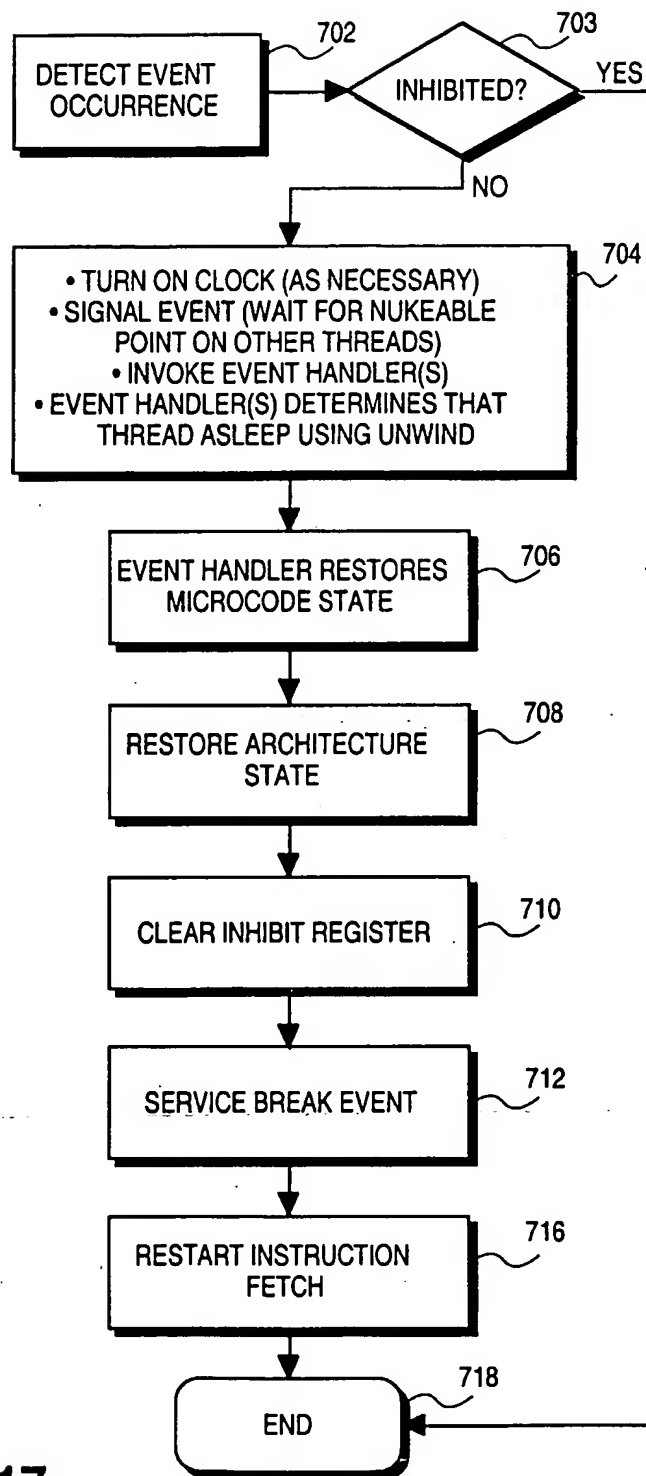 702
703
DETECT EVENT
OCCURRENCE
INHIBITED?
YES
NO
704
• TURN ON CLOCK (AS NECESSARY)
• SIGNAL EVENT (WAIT FOR NUKEABLE
POINT ON OTHER THREADS)
• INVOKE EVENT HANDLER(S)
• EVENT HANDLER(S) DETERMINES THAT
THREAD ASLEEP USING UNWIND
EVENT HANDLER RESTORES
MICROCODE STATE
706
RESTORE ARCHITECTURE
STATE
708
CLEAR INHIBIT REGISTER
710
SERVICE BREAK EVENT
712
RESTART INSTRUCTION
FETCH
716
END
718
17